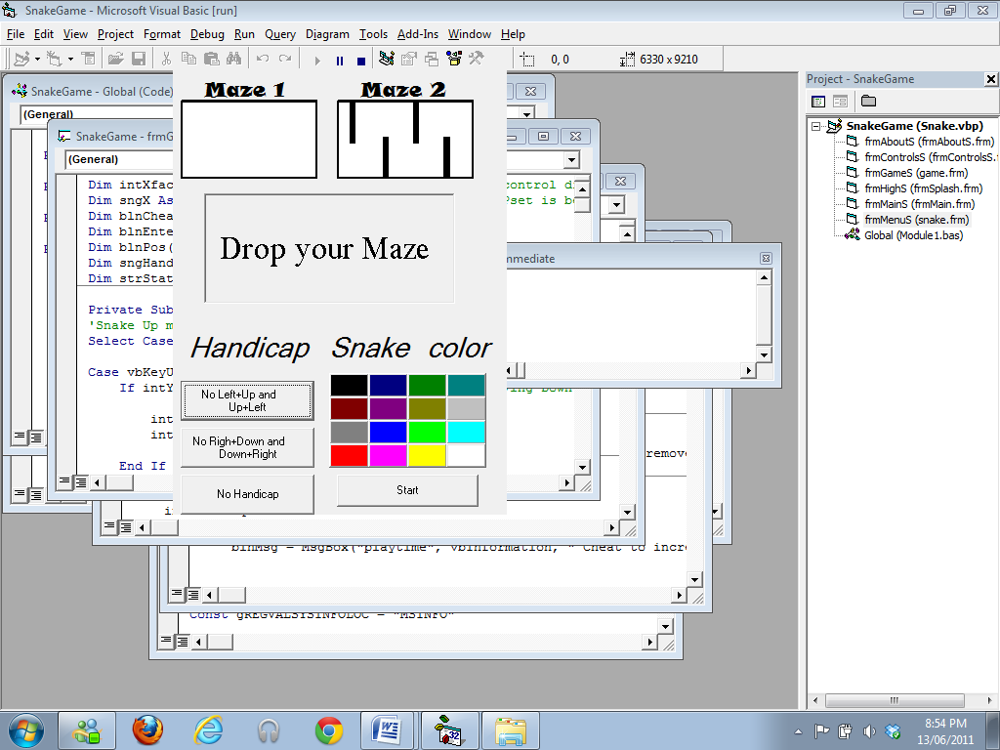 SnakeGame - Microsoft Visual Basic [run]
File Edit View Project Format Debug Run Query Diagram Tools Add-Ins Window Help
0, 0 6330 x 9210
SnakeGame - Global (Code)
(General)
SnakeGame - frmG
(General)
Dim intXfac
control d
Dim sngX As
Pset is b
Dim blnChea
Dim blnEnte
Dim blnPos(
Dim sngHand
Dim strStat
Private Sub
'Snake Up m
Select Case
Case vbKeyU
If intY
ing Down
int
int
End If
Maze 1
Maze 2
Drop your Maze
Handicap
Snake color
No Left+Up and
Up+Left
No Righ+Down and
Down+Right
No Handicap
Start
mmediate
remove
blnMsg = MsgBox("playtime", vbInformation, " Cheat to incr
Const gREGVALSYSINFOLOC = "MSINFO"
Project - SnakeGame
SnakeGame (Snake.vbp)
frmAboutS (frmAboutS.frm)
frmControlsS (frmControlsS.
frmGameS (game.frm)
frmHighS (frmSplash.frm)
frmMainS (frmMain.frm)
frmMenuS (snake.frm)
Global (Module1.bas)
8:54 PM
13/06/2011